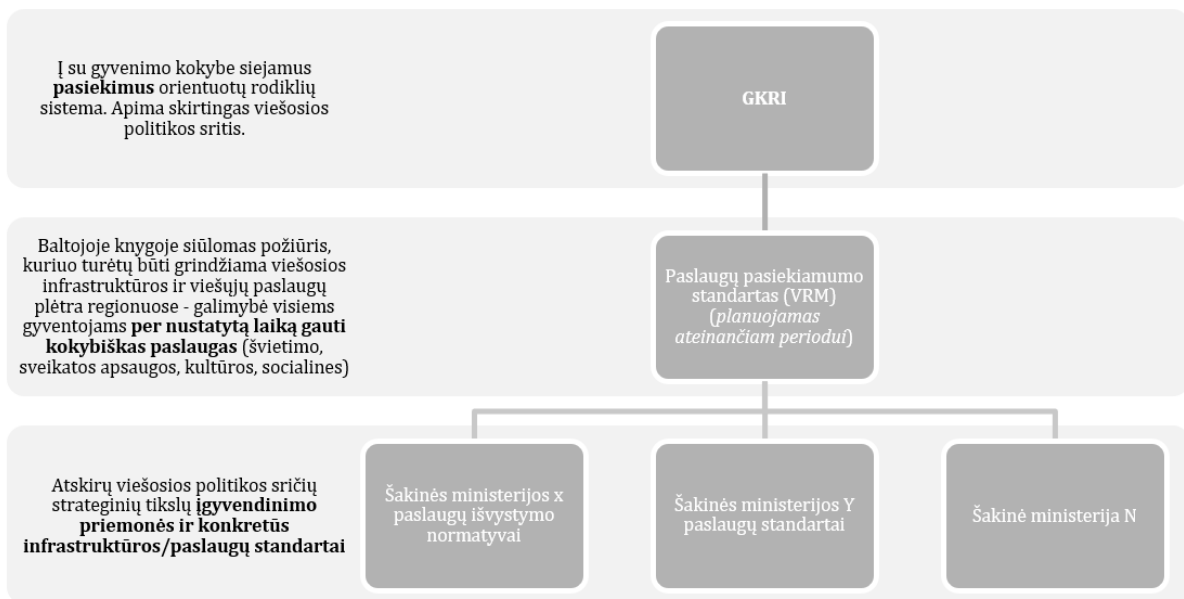 Į su gyvenimo kokybe siejamus
pasiekimus orientuotų rodiklių
sistema. Apima skirtingas viešosios
politikos sritis.
GKRI
Baltojoje knygoje siūlomas požiūris,
kuriuo turėtų būti grindžiama viešosios
infrastruktūros ir viešųjų paslaugų
plėtra regionuose - galimybė visiems
gyventojams per nustatytą laiką gauti
kokybiškas paslaugas (švietimo,
sveikatos apsaugos, kultūros, socialines)
Paslaugų pasiekiamumo
standartas (VRM)
(planuojamas
ateinančiam periodui)
Atskirų viešosios politikos sričių
strateginių tikslų įgyvendinimo
priemonės ir konkretūs
infrastruktūros/paslaugų standartai
Šakinės ministerijos x
paslaugų išvystymo
normatyvai
Šakinės ministerijos Y
paslaugų standartai
Šakinė ministerija N